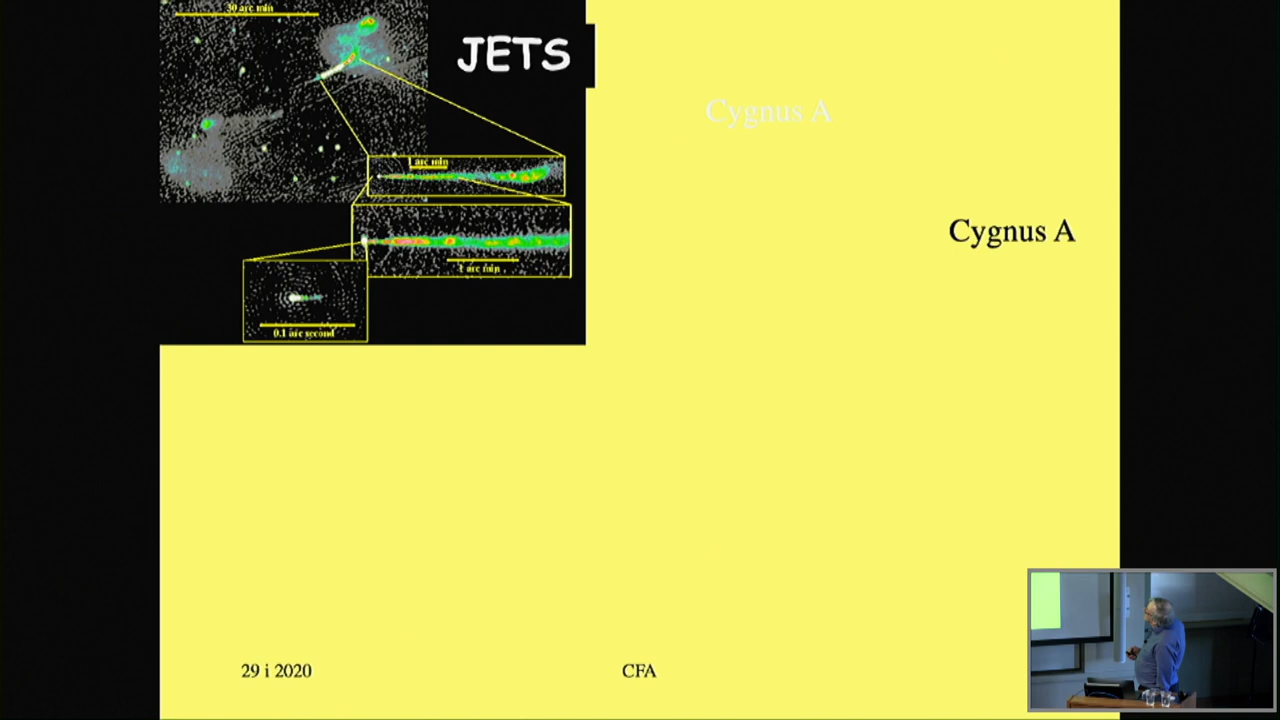 30 arc min
JETS
Cygnus A
1 arc min
Cygnus A
1 arc min
0.1 arc second
29 i 2020
CFA